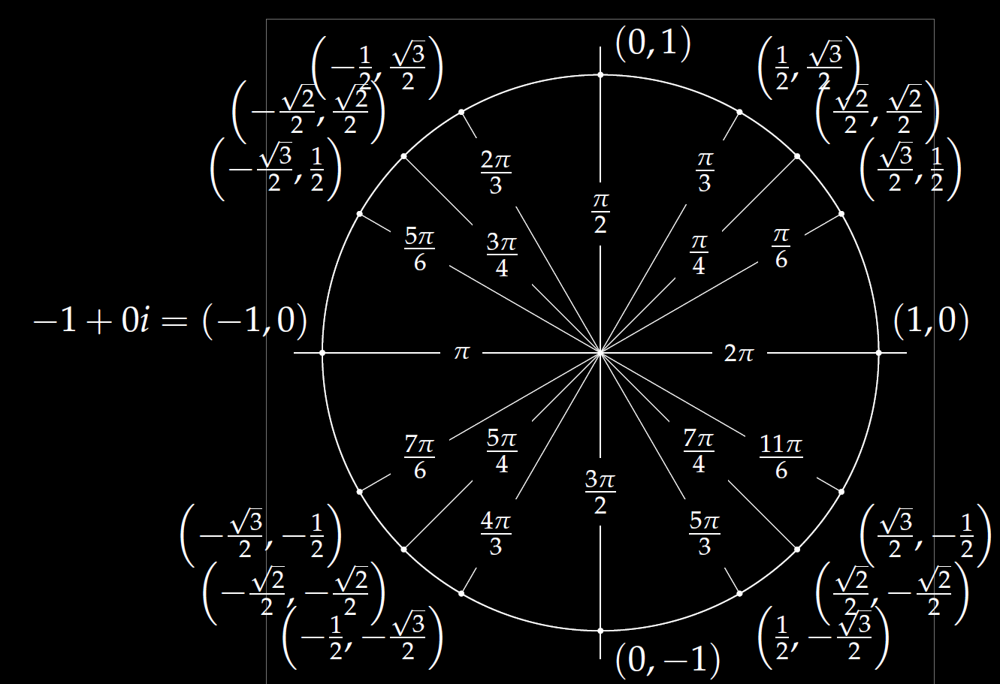 (0, 1)
(-1/2, √3/2)
(1/2, √3/2)
(-√2/2, √2/2)
(√2/2, √2/2)
(-√3/2, 1/2)
(√3/2, 1/2)
2π/3
π/3
π/2
5π/6
3π/4
π/4
π/6
−1 + 0i = (−1, 0)
(1, 0)
π
2π
7π/6
5π/4
7π/4
11π/6
3π/2
4π/3
5π/3
(-√3/2, -1/2)
(√3/2, -1/2)
(-√2/2, -√2/2)
(√2/2, -√2/2)
(-1/2, -√3/2)
(1/2, -√3/2)
(0, −1)